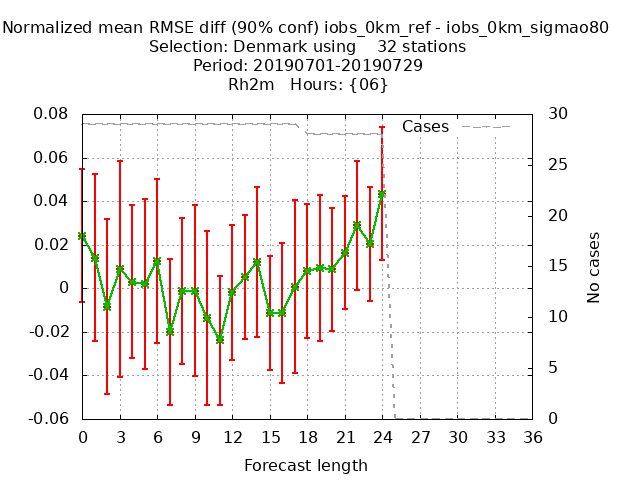 Normalized mean RMSE diff (90% conf) iobs_0km_ref - iobs_0km_sigmao80
Selection: Denmark using    32 stations
Period: 20190701-20190729
Rh2m   Hours: {06}
Cases
0.08
0.06
0.04
0.02
0
-0.02
-0.04
-0.06
30
25
20
15
10
5
0
No cases
0 3 6 9 12 15 18 21 24 27 30 33 36
Forecast length